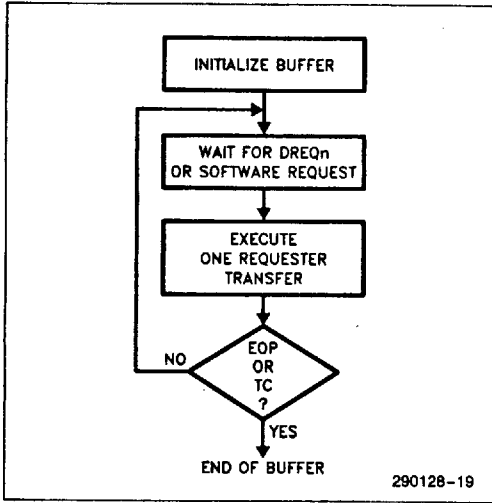 INITIALIZE BUFFER
WAIT FOR DREQn
OR SOFTWARE REQUEST
EXECUTE
ONE REQUESTER
TRANSFER
EOP
OR
TC
?
NO
YES
END OF BUFFER
290128-19